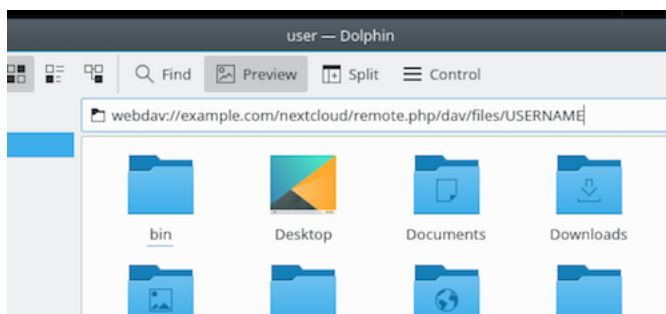 user — Dolphin
Find Preview Split Control
webdav://example.com/nextcloud/remote.php/dav/files/USERNAME
bin Desktop Documents Downloads